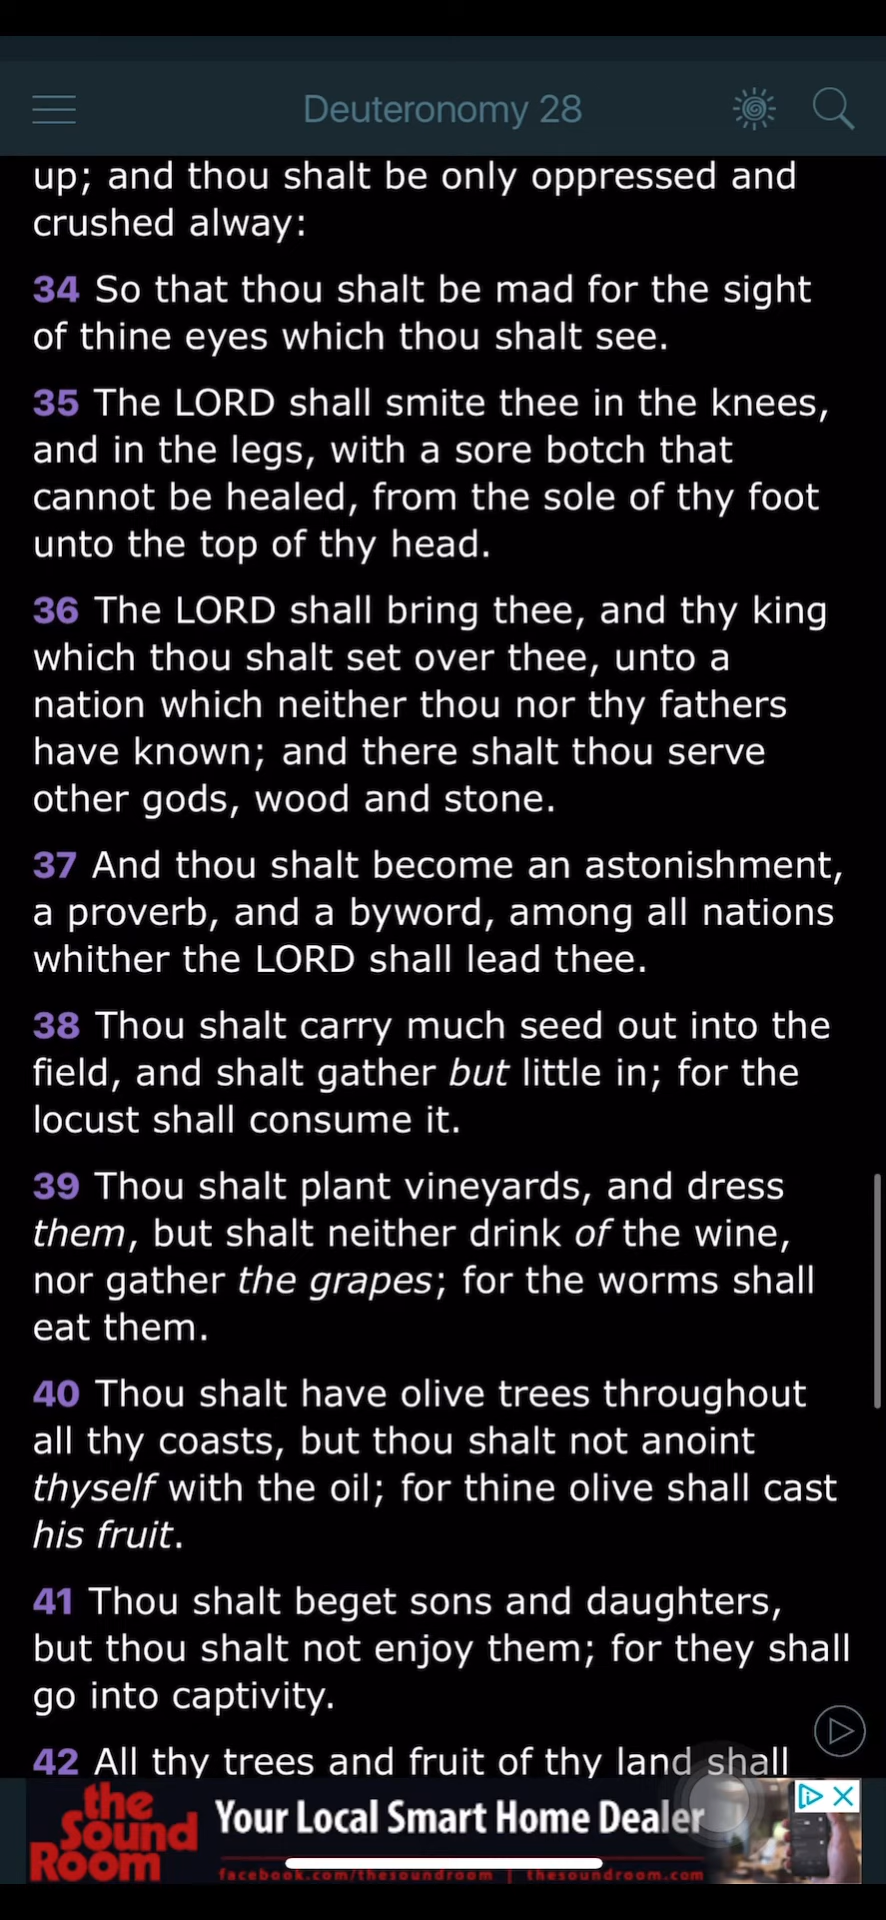 Deuteronomy 28
up; and thou shalt be only oppressed and
crushed alway:
34 So that thou shalt be mad for the sight
of thine eyes which thou shalt see.
35 The LORD shall smite thee in the knees,
and in the legs, with a sore botch that
cannot be healed, from the sole of thy foot
unto the top of thy head.
36 The LORD shall bring thee, and thy king
which thou shalt set over thee, unto a
nation which neither thou nor thy fathers
have known; and there shalt thou serve
other gods, wood and stone.
37 And thou shalt become an astonishment,
a proverb, and a byword, among all nations
whither the LORD shall lead thee.
38 Thou shalt carry much seed out into the
field, and shalt gather but little in; for the
locust shall consume it.
39 Thou shalt plant vineyards, and dress
them, but shalt neither drink of the wine,
nor gather the grapes; for the worms shall
eat them.
40 Thou shalt have olive trees throughout
all thy coasts, but thou shalt not anoint
thyself with the oil; for thine olive shall cast
his fruit.
41 Thou shalt beget sons and daughters,
but thou shalt not enjoy them; for they shall
go into captivity.
42 All thy trees and fruit of thy land shall
the
Sound
Room
Your Local Smart Home Dealer
facebook.com/thesoundroom | thesoundroom.com